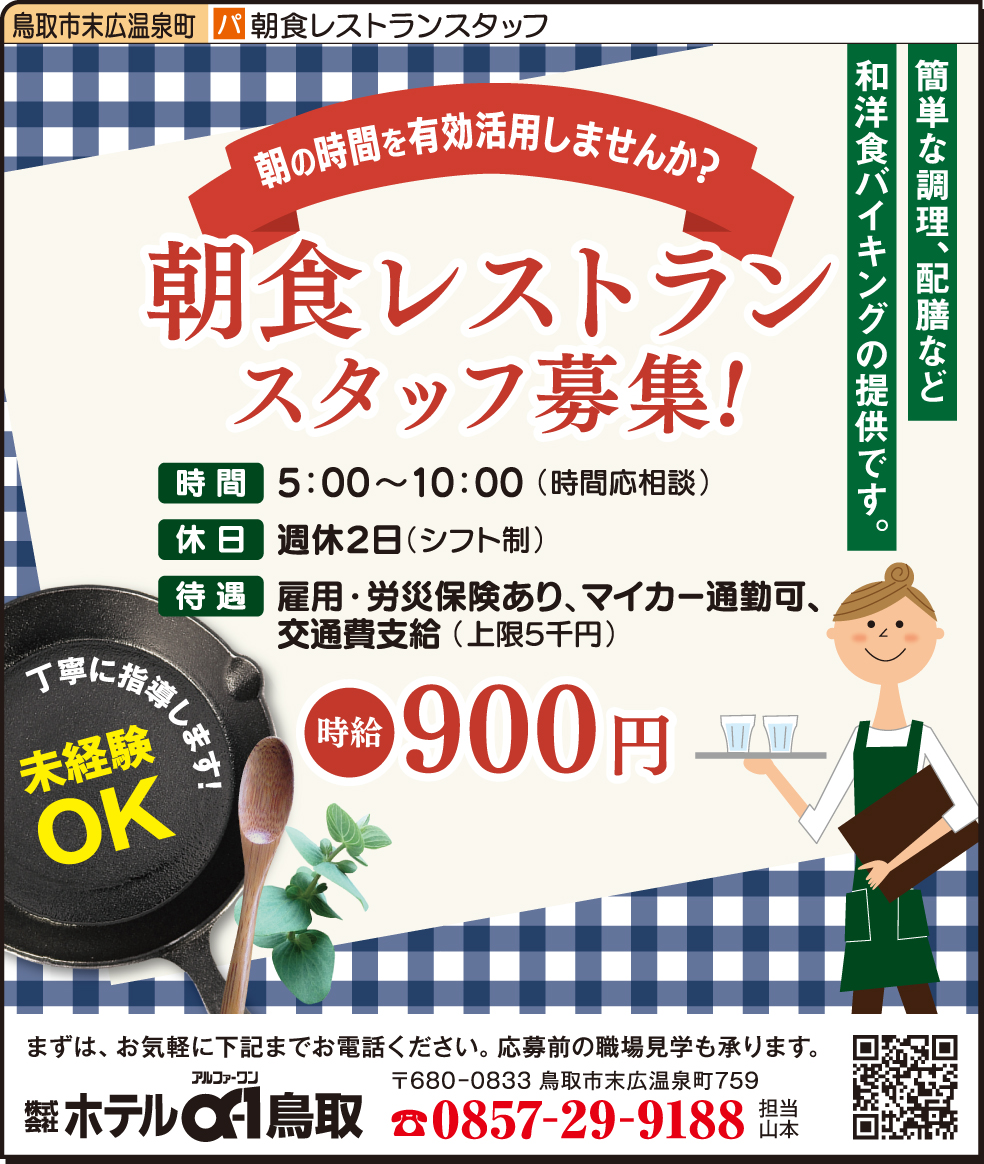 鳥取市末広温泉町 パ 朝食レストランスタッフ
簡単な調理、配膳など
和洋食バイキングの提供です。
朝の時間を有効活用しませんか?
朝食レストラン
スタッフ募集!
時間 5:00〜10:00(時間応相談)
休日 週休2日(シフト制)
待遇 雇用・労災保険あり、マイカー通勤可、
交通費支給(上限5千円)
時給900円
丁寧に指導します!
未経験
OK
まずは、お気軽に下記までお電話ください。応募前の職場見学も承ります。
アルファーワン
株式会社 ホテルα-1鳥取
〒680-0833 鳥取市末広温泉町759
☎0857-29-9188 担当 山本